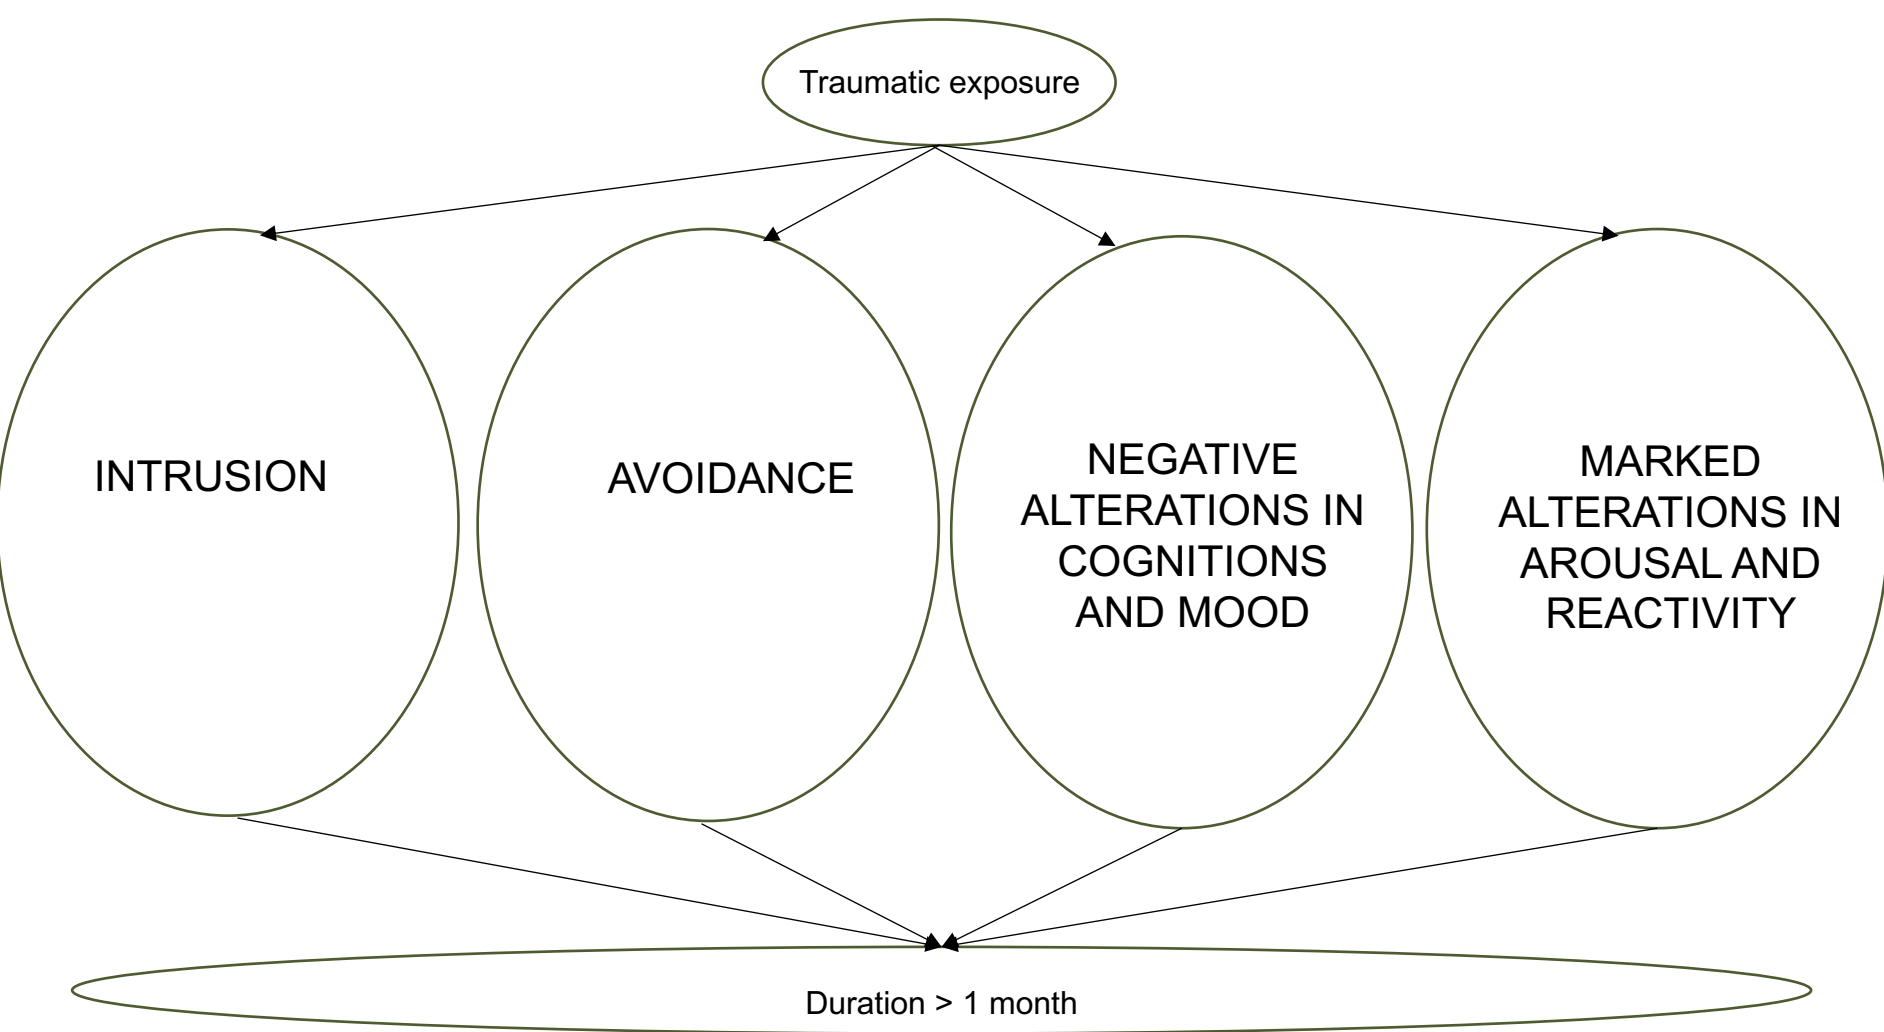 Traumatic exposure
INTRUSION
AVOIDANCE
NEGATIVE
ALTERATIONS IN
COGNITIONS
AND MOOD
MARKED
ALTERATIONS IN
AROUSAL AND
REACTIVITY
Duration > 1 month